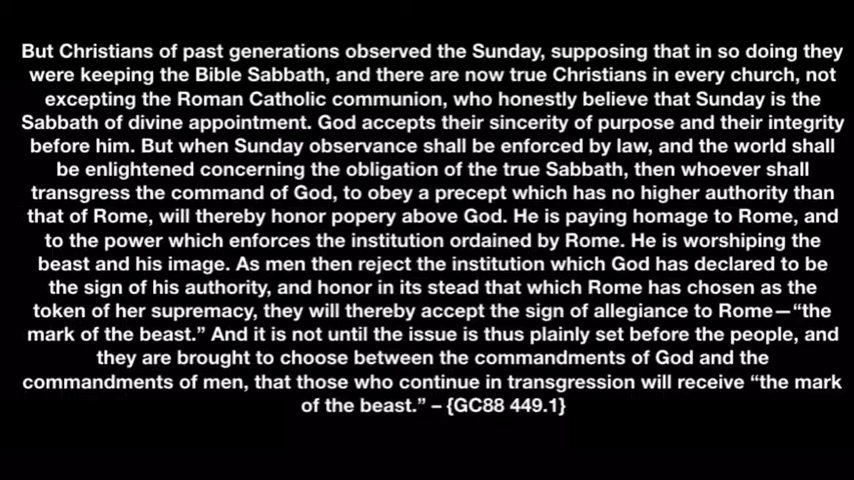 But Christians of past generations observed the Sunday, supposing that in so doing they
were keeping the Bible Sabbath, and there are now true Christians in every church, not
excepting the Roman Catholic communion, who honestly believe that Sunday is the
Sabbath of divine appointment. God accepts their sincerity of purpose and their integrity
before him. But when Sunday observance shall be enforced by law, and the world shall
be enlightened concerning the obligation of the true Sabbath, then whoever shall
transgress the command of God, to obey a precept which has no higher authority than
that of Rome, will thereby honor popery above God. He is paying homage to Rome, and
to the power which enforces the institution ordained by Rome. He is worshiping the
beast and his image. As men then reject the institution which God has declared to be
the sign of his authority, and honor in its stead that which Rome has chosen as the
token of her supremacy, they will thereby accept the sign of allegiance to Rome—“the
mark of the beast.” And it is not until the issue is thus plainly set before the people, and
they are brought to choose between the commandments of God and the
commandments of men, that those who continue in transgression will receive “the mark
of the beast.” – {GC88 449.1}